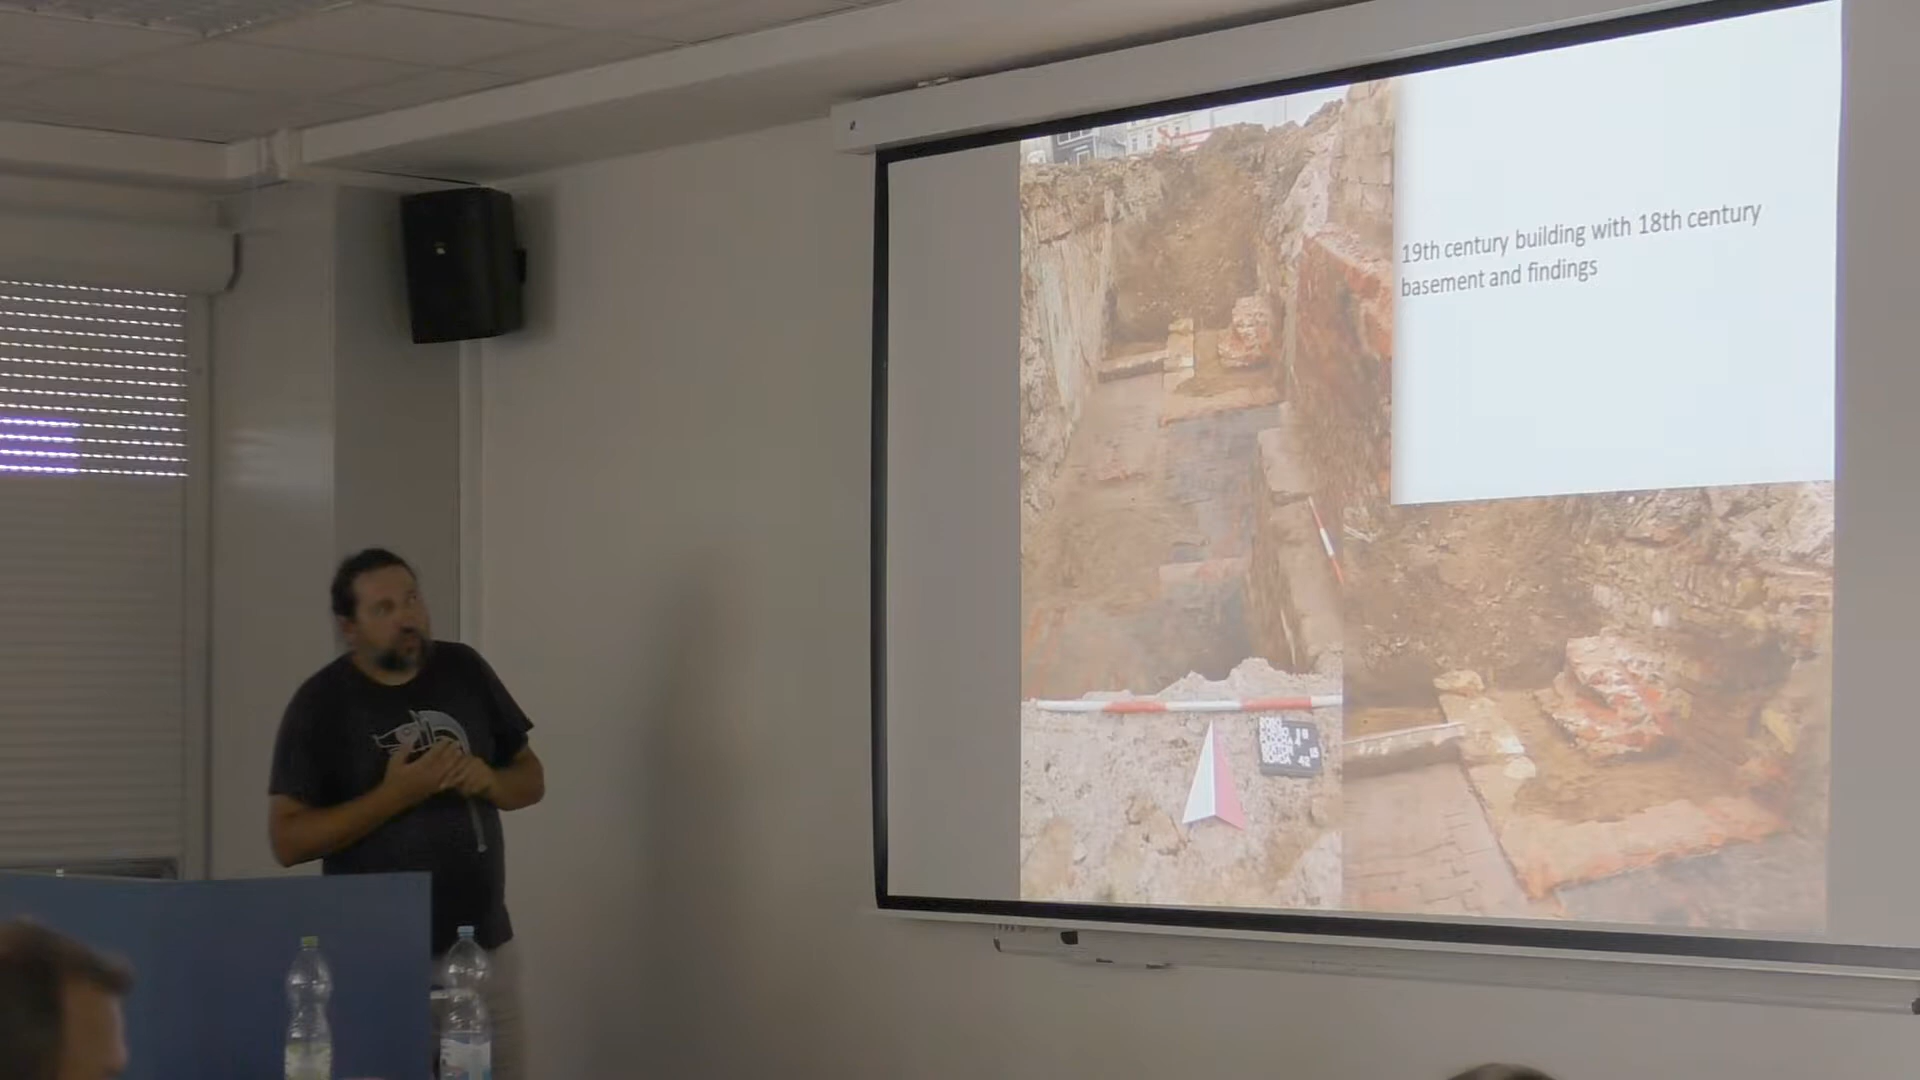 19th century building with 18th century
basement and findings